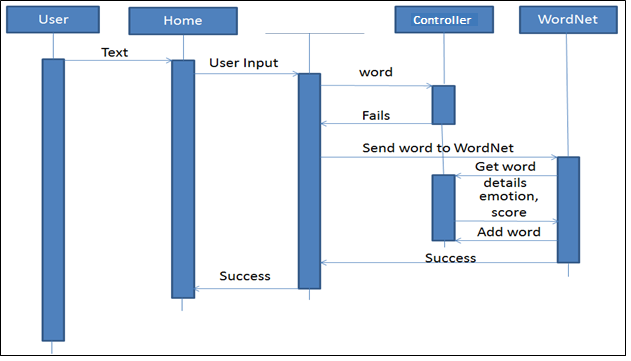 User
Home
Controller
WordNet
Text
User Input
word
Fails
Send word to WordNet
Get word
details
emotion,
score
Add word
Success
Success